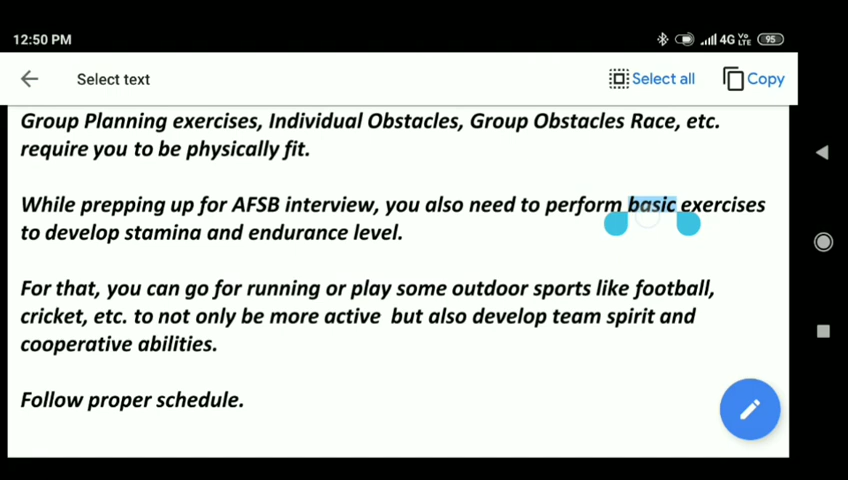 12:50 PM
4G Vo LTE 95
Select text
Select all
Copy
Group Planning exercises, Individual Obstacles, Group Obstacles Race, etc.
require you to be physically fit.
While prepping up for AFSB interview, you also need to perform basic exercises
to develop stamina and endurance level.
For that, you can go for running or play some outdoor sports like football,
cricket, etc. to not only be more active  but also develop team spirit and
cooperative abilities.
Follow proper schedule.